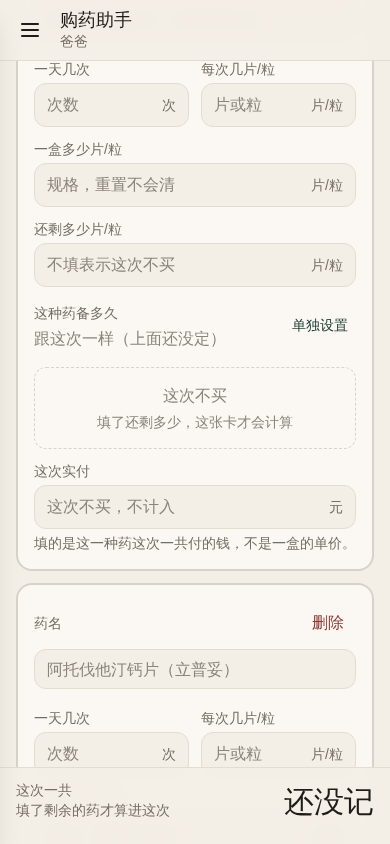 购药助手
爸爸
一天几次
每次几片/粒
次数 次
片或粒 片/粒
一盒多少片/粒
规格，重置不会清 片/粒
还剩多少片/粒
不填表示这次不买 片/粒
这种药备多久
单独设置
跟这次一样（上面还没定）
这次不买
填了还剩多少，这张卡才会计算
这次实付
这次不买，不计入 元
填的是这一种药这次一共付的钱，不是一盒的单价。
药名
删除
阿托伐他汀钙片（立普妥）
一天几次
每次几片/粒
次数 次
片或粒 片/粒
这次一共
填了剩余的药才算进这次
还没记